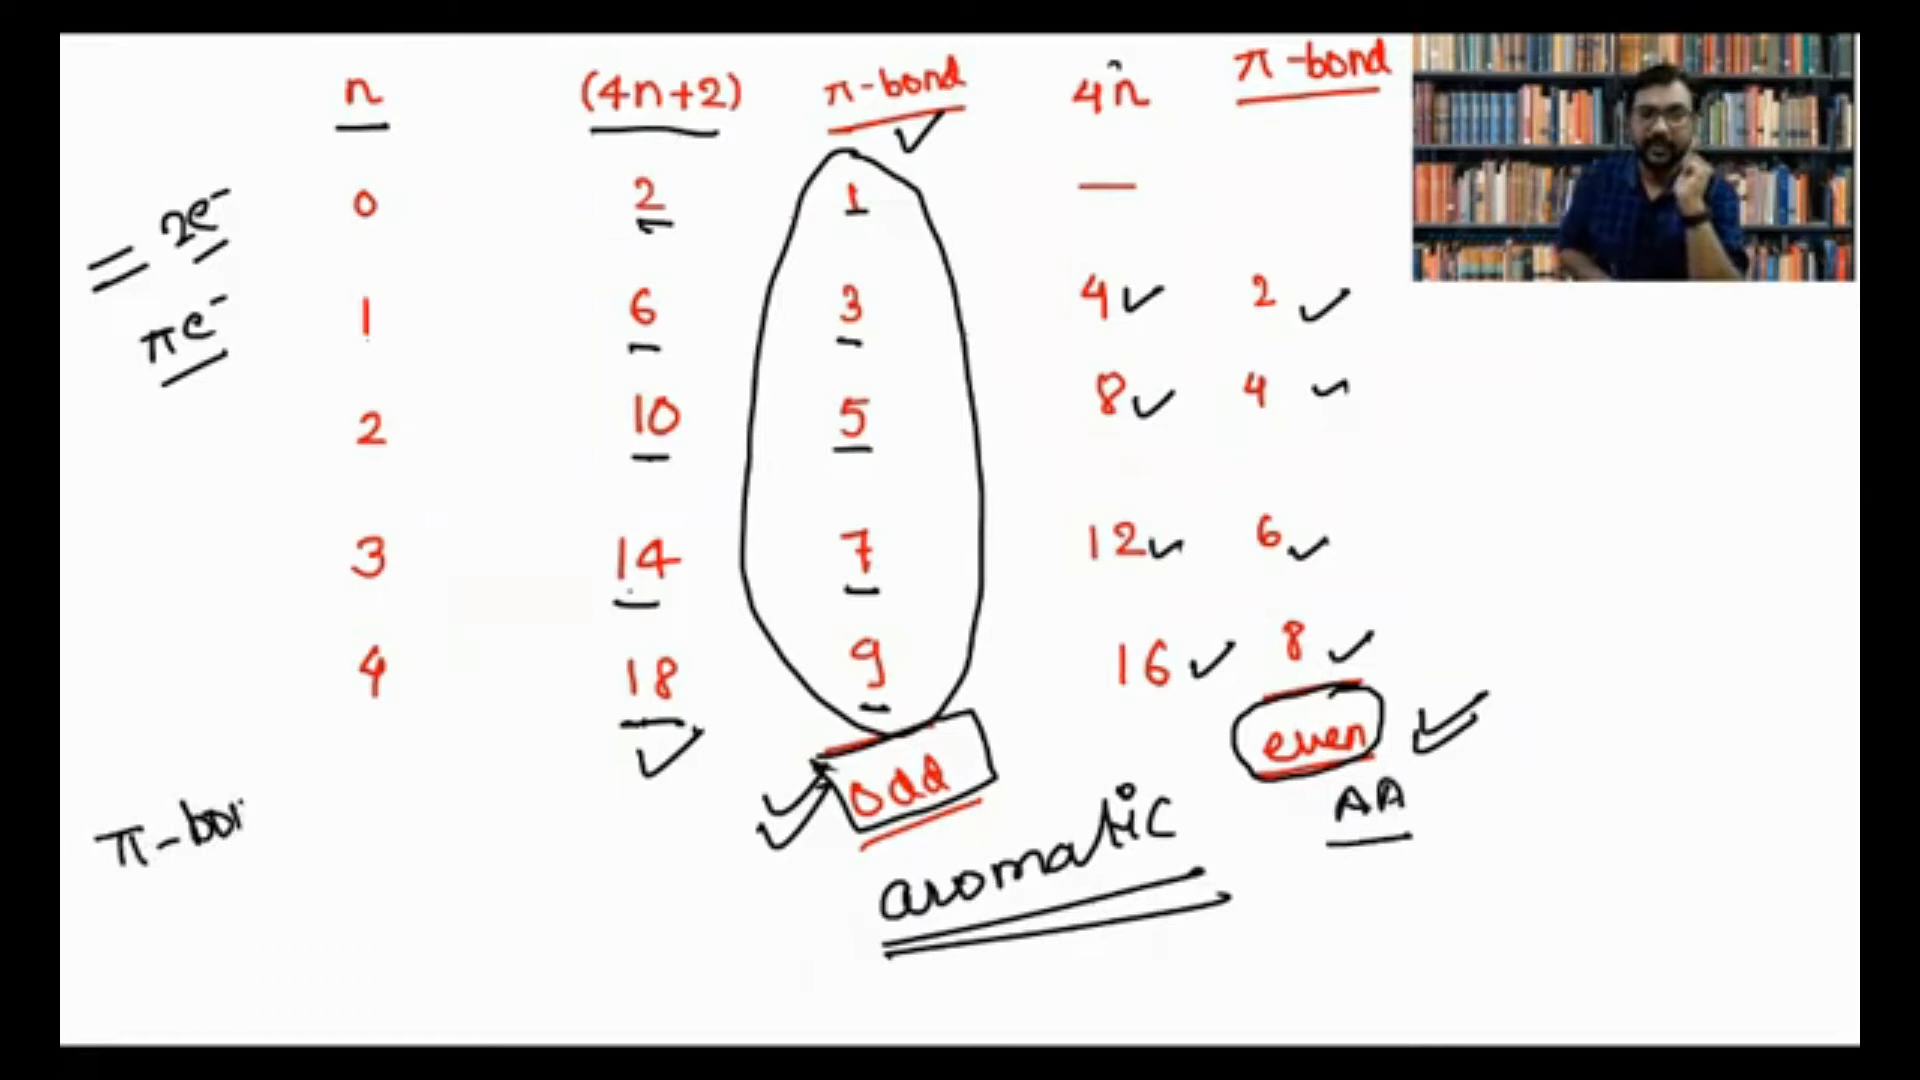 n (4n+2) π-bond 4n π-bond
= 2e⁻ 0 2 1 —
πe⁻ 1 6 3 4 ✓ 2 ✓
2 10 5 8 ✓ 4 ✓
3 14 7 12 ✓ 6 ✓
4 18 9 16 ✓ 8 ✓
odd even
AA
π-bon
aromatic